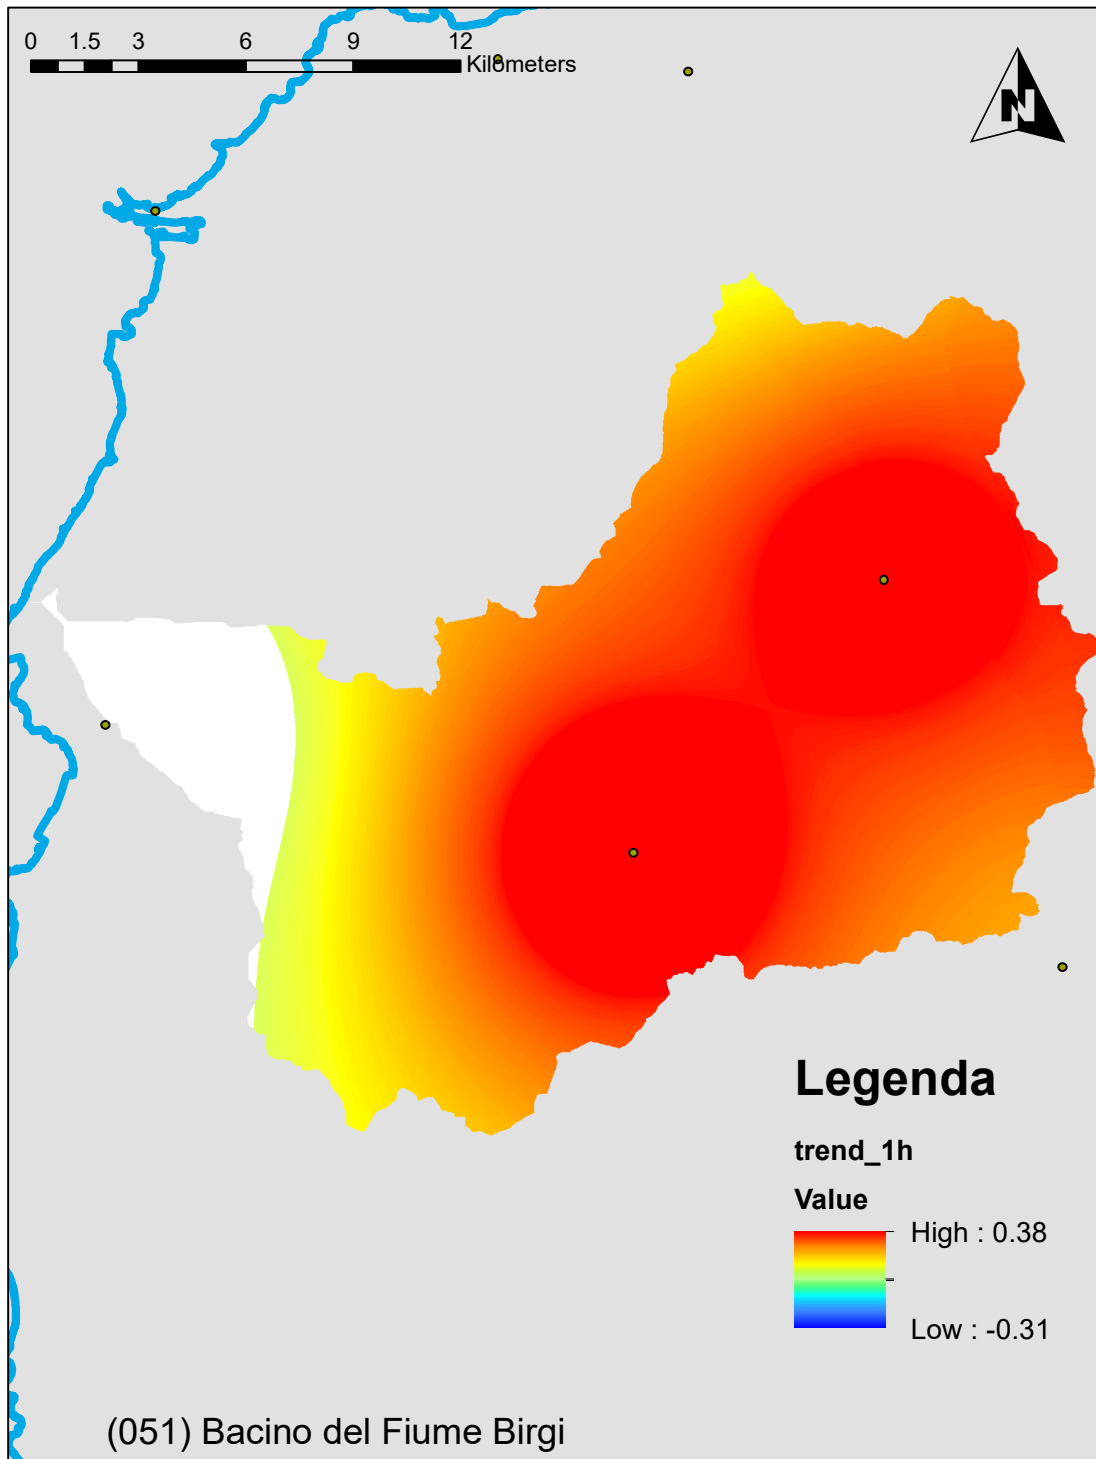 0 1.5 3 6 9 12
Kilometers
N
Legenda
trend_1h
Value
High : 0.38
Low : -0.31
(051) Bacino del Fiume Birgi